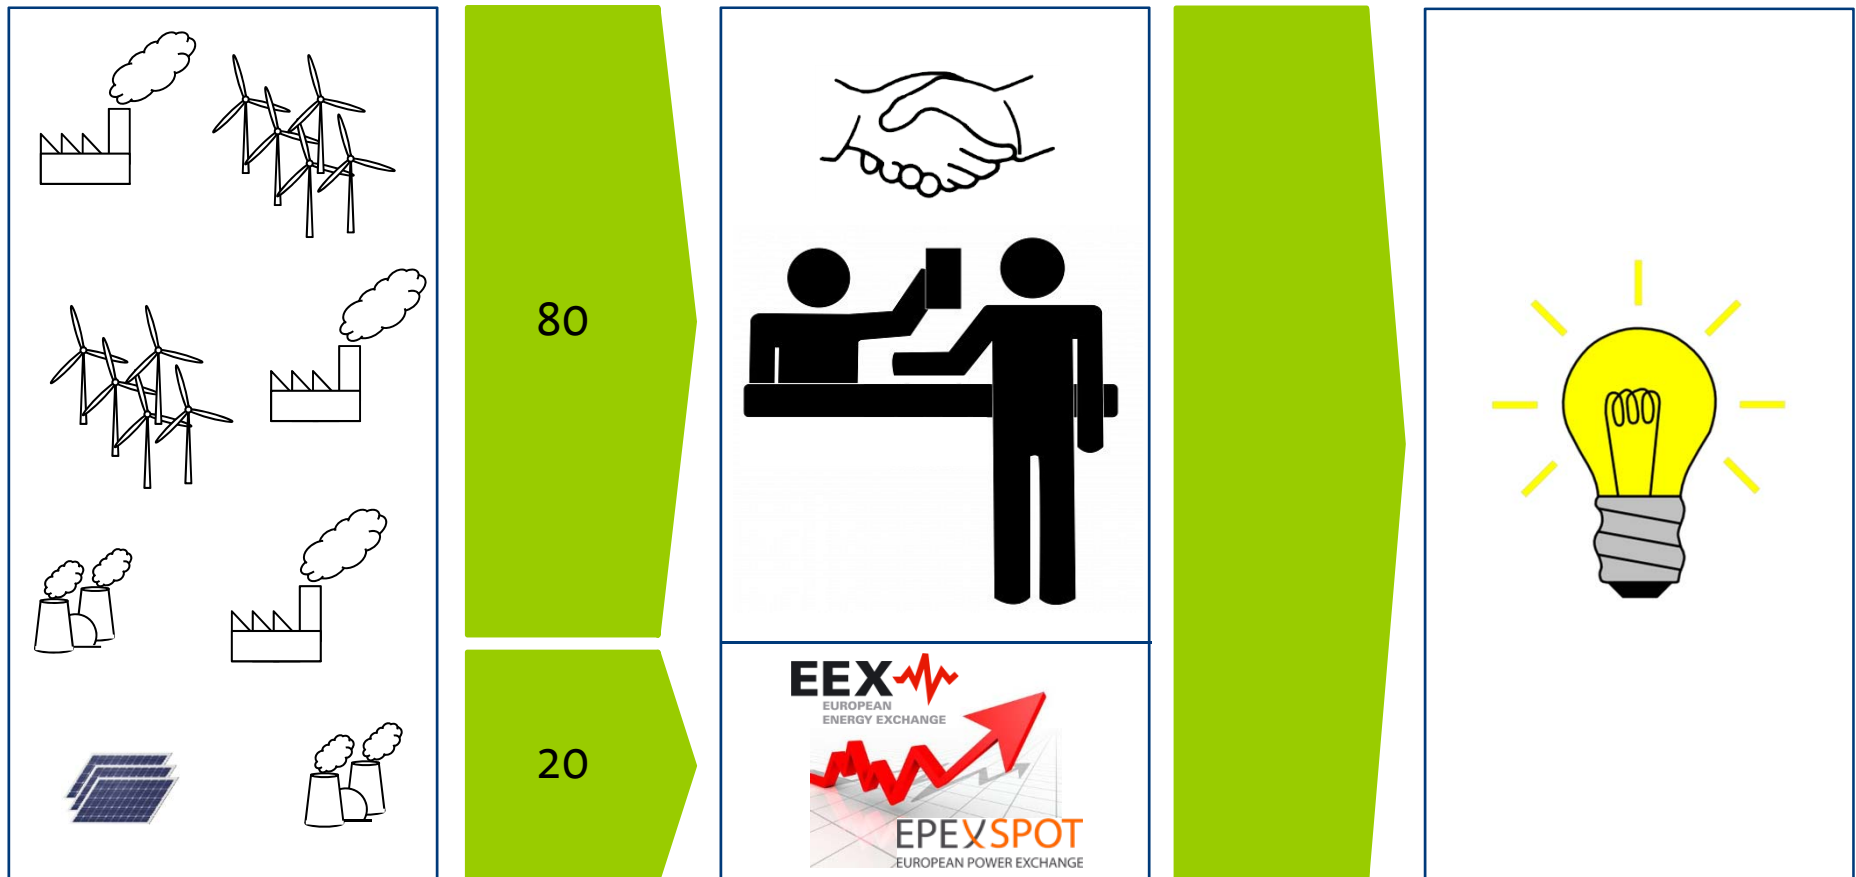 80
20
EEX
EUROPEAN
ENERGY EXCHANGE
EPEXSPOT
EUROPEAN POWER EXCHANGE